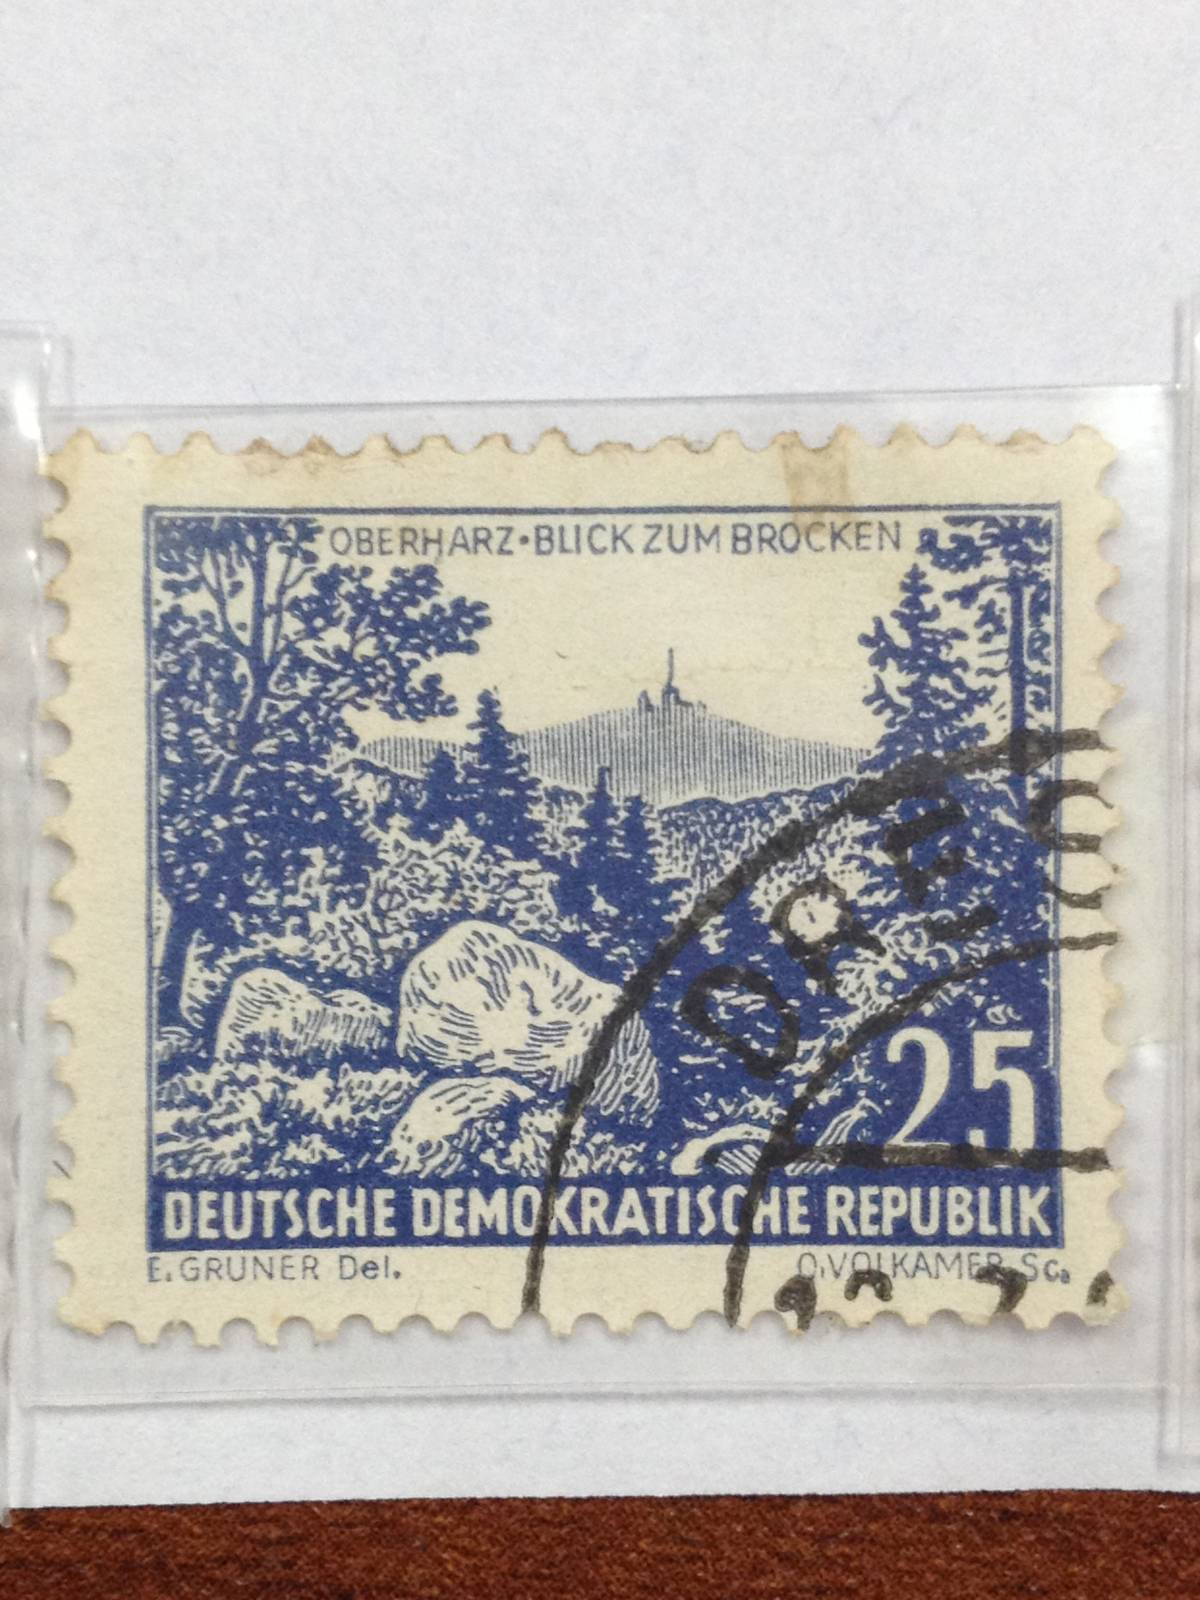 OBERHARZ•BLICK ZUM BROCKEN
25
DEUTSCHE DEMOKRATISCHE REPUBLIK
E. GRUNER Del.
O. VOLKAMER Sc.